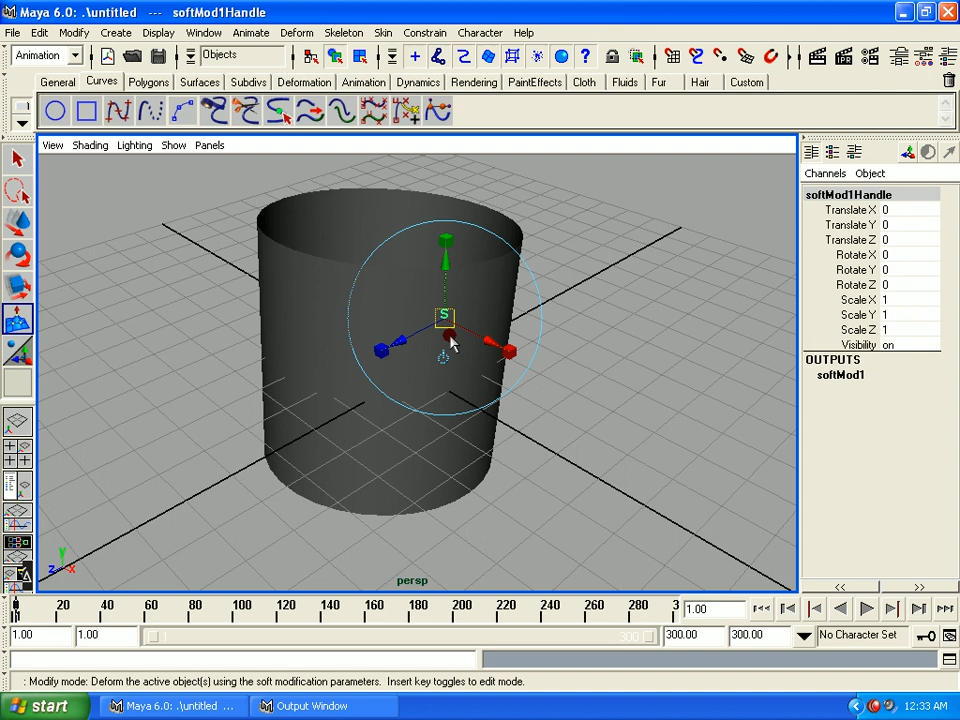 Maya 6.0: .\untitled --- softMod1Handle
File Edit Modify Create Display Window Animate Deform Skeleton Skin Constrain Character Help
Animation Objects
General Curves Polygons Surfaces Subdivs Deformation Animation Dynamics Rendering PaintEffects Cloth Fluids Fur Hair Custom
View Shading Lighting Show Panels
Channels Object
softMod1Handle
Translate X 0
Translate Y 0
Translate Z 0
Rotate X 0
Rotate Y 0
Rotate Z 0
Scale X 1
Scale Y 1
Scale Z 1
Visibility on
OUTPUTS
softMod1
S
y
z x
persp
<< >>
20 40 60 80 100 120 140 160 180 200 220 240 260 280 3
1.00
1.00 1.00 1 300 300.00 300.00 No Character Set
: Modify mode: Deform the active object(s) using the soft modification parameters. Insert key toggles to edit mode.
start Maya 6.0: .\untitled ... Output Window 12:33 AM